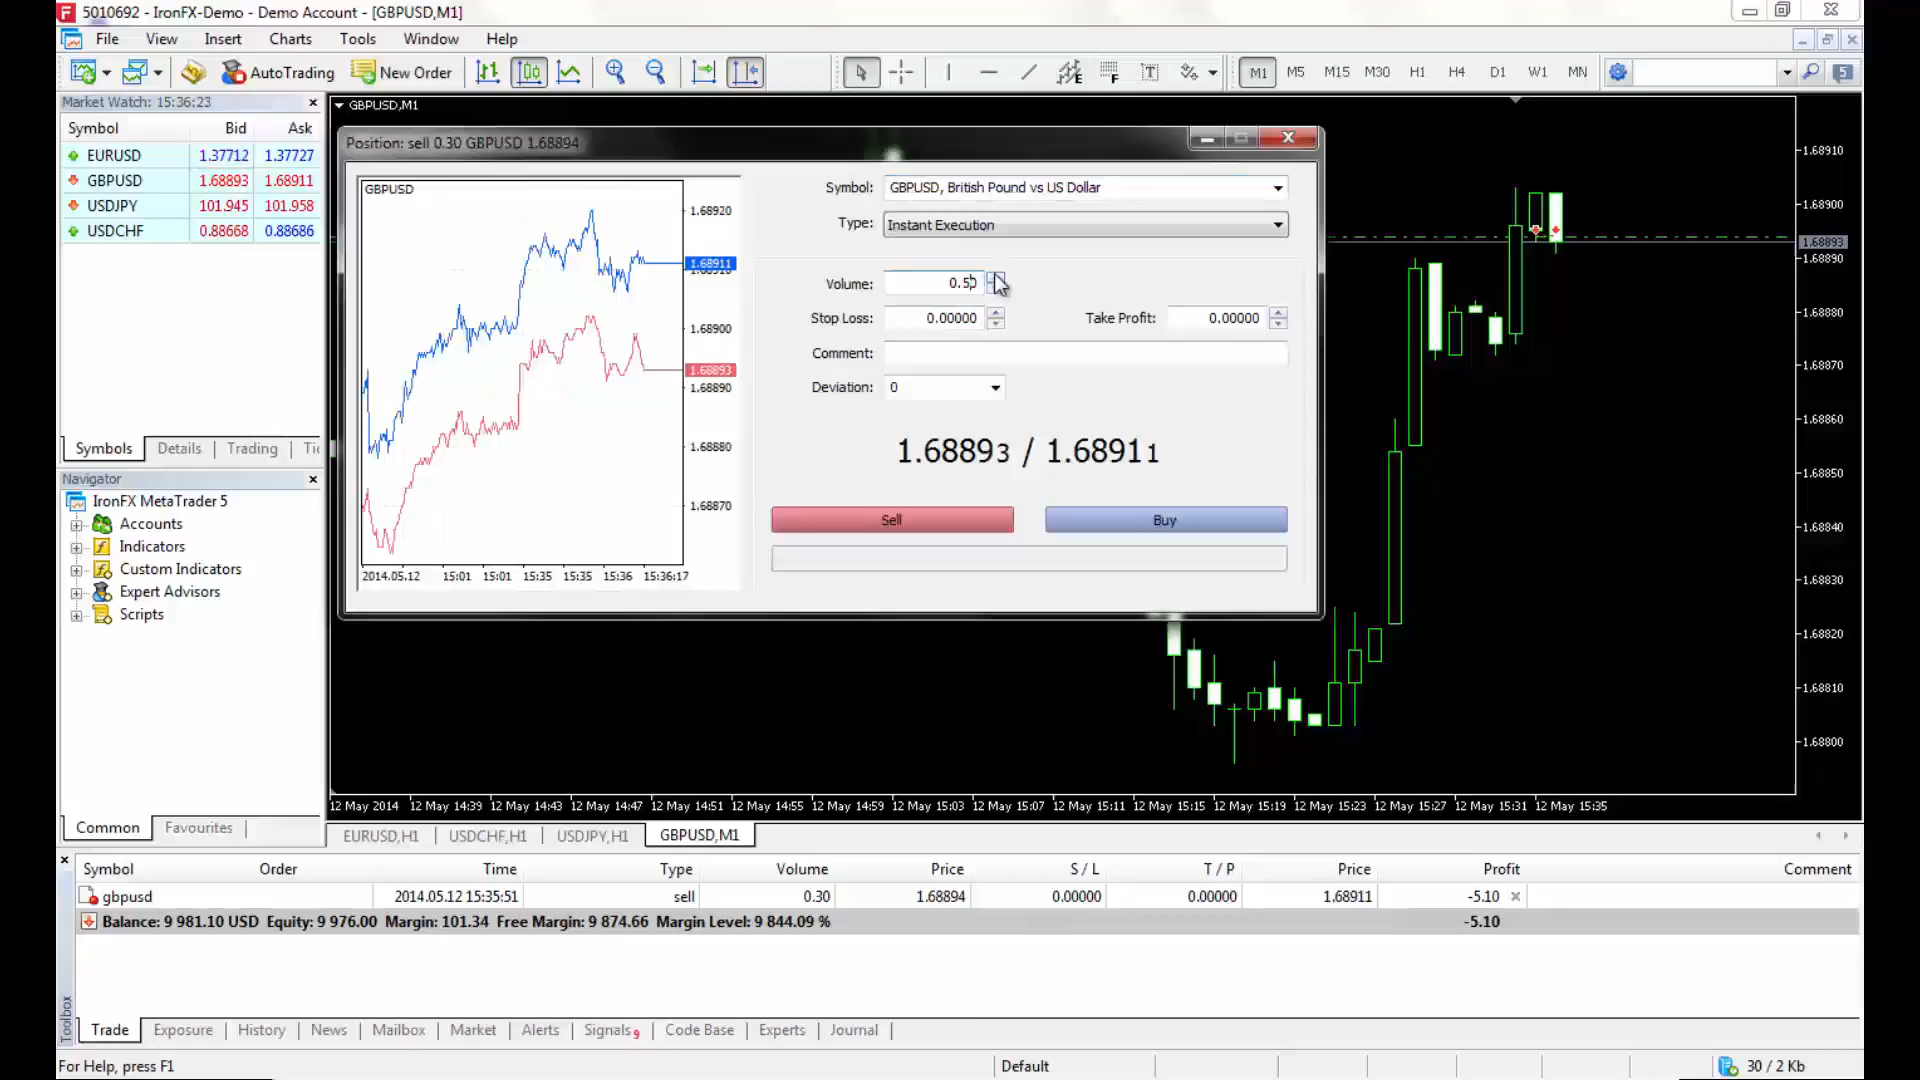 5010692 - IronFX-Demo - Demo Account - [GBPUSD,M1]
File View Insert Charts Tools Window Help
AutoTrading New Order M1 M5 M15 M30 H1 H4 D1 W1 MN 5
Market Watch: 15:36:23
Symbol Bid Ask
EURUSD 1.37712 1.37727
GBPUSD 1.68893 1.68911
USDJPY 101.945 101.958
USDCHF 0.88668 0.88686
Symbols Details Trading Tic
Navigator
IronFX MetaTrader 5
Accounts
Indicators
Custom Indicators
Expert Advisors
Scripts
Common Favourites
GBPUSD,M1
Position: sell 0.30 GBPUSD 1.68894
GBPUSD
1.68920
1.68911
1.68900
1.68893
1.68890
1.68880
1.68870
2014.05.12 15:01 15:01 15:35 15:35 15:36 15:36:17
Symbol: GBPUSD, British Pound vs US Dollar
Type: Instant Execution
Volume: 0.50
Stop Loss: 0.00000 Take Profit: 0.00000
Comment:
Deviation: 0
1.68893 / 1.68911
Sell Buy
1.68910
1.68900
1.68893
1.68890
1.68880
1.68870
1.68860
1.68850
1.68840
1.68830
1.68820
1.68810
1.68800
12 May 2014 12 May 14:39 12 May 14:43 12 May 14:47 12 May 14:51 12 May 14:55 12 May 14:59 12 May 15:03 12 May 15:07 12 May 15:11 12 May 15:15 12 May 15:19 12 May 15:23 12 May 15:27 12 May 15:31 12 May 15:35
EURUSD,H1 USDCHF,H1 USDJPY,H1 GBPUSD,M1
Symbol Order Time Type Volume Price S / L T / P Price Profit Comment
gbpusd 2014.05.12 15:35:51 sell 0.30 1.68894 0.00000 0.00000 1.68911 -5.10
Balance: 9 981.10 USD Equity: 9 976.00 Margin: 101.34 Free Margin: 9 874.66 Margin Level: 9 844.09 % -5.10
Toolbox
Trade Exposure History News Mailbox Market Alerts Signals 9 Code Base Experts Journal
For Help, press F1 Default 30 / 2 Kb